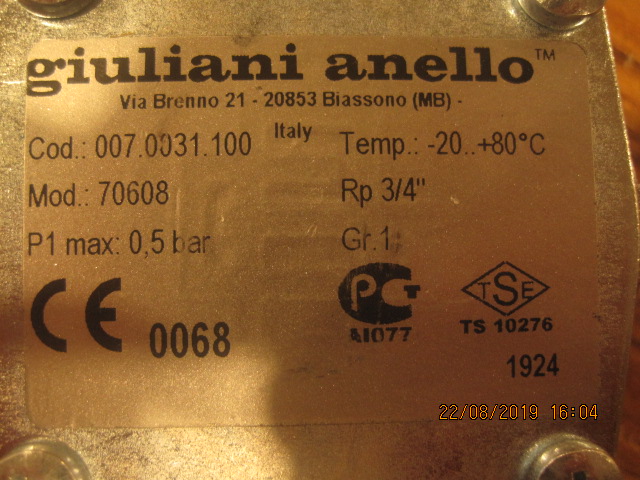 giuliani anello™
Via Brenno 21 - 20853 Biassono (MB) -
Italy
Cod.: 007.0031.100
Temp.: -20..+80°C
Mod.: 70608
Rp 3/4"
P1 max: 0,5 bar
Gr.1
CE 0068
PCT
TSE
TS 10276
1924
22/08/2019 16:04